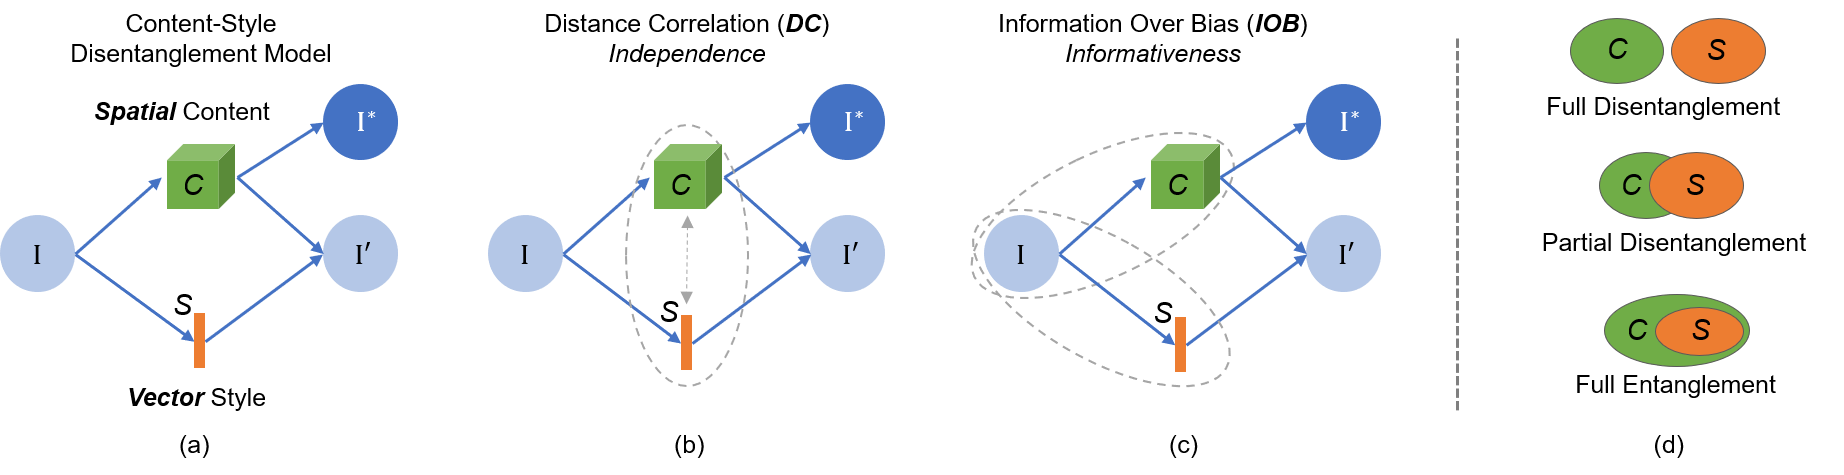 Content-Style
Disentanglement Model
Spatial Content
I*
C
I
I′
S
Vector Style
(a)
Distance Correlation (DC)
Independence
I*
C
I
I′
S
(b)
Information Over Bias (IOB)
Informativeness
I*
C
I
I′
S
(c)
C S
Full Disentanglement
C S
Partial Disentanglement
C S
Full Entanglement
(d)